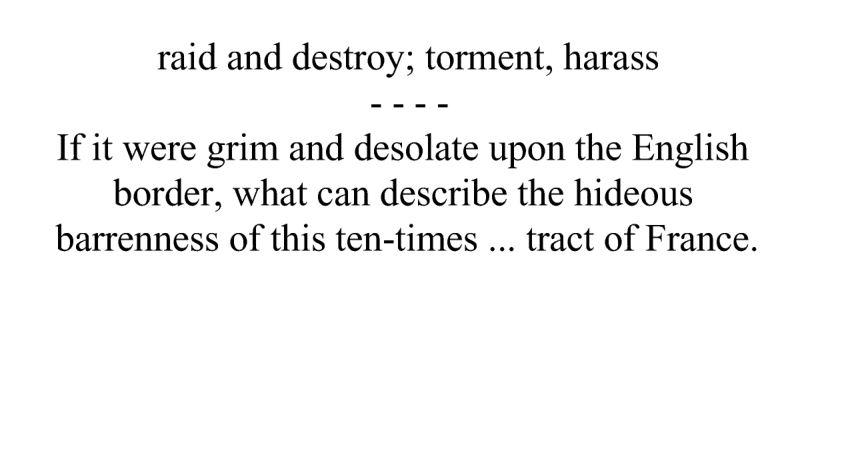 raid and destroy; torment, harass
- - - -
If it were grim and desolate upon the English
border, what can describe the hideous
barrenness of this ten-times ... tract of France.